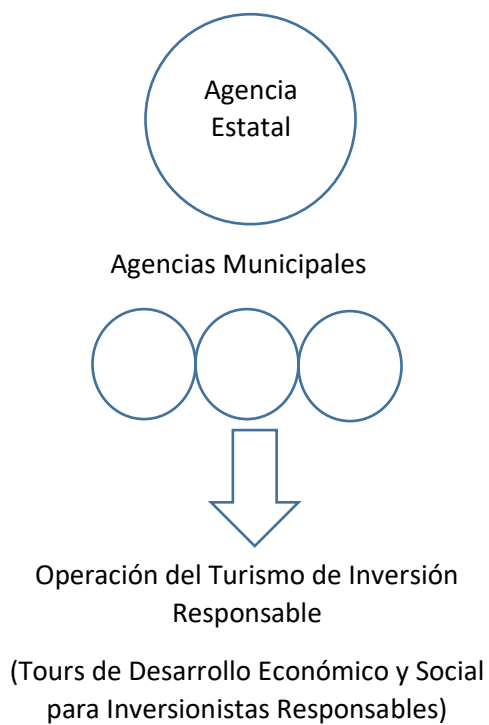 Agencia
Estatal
Agencias Municipales
Operación del Turismo de Inversión
Responsable
(Tours de Desarrollo Económico y Social
para Inversionistas Responsables)